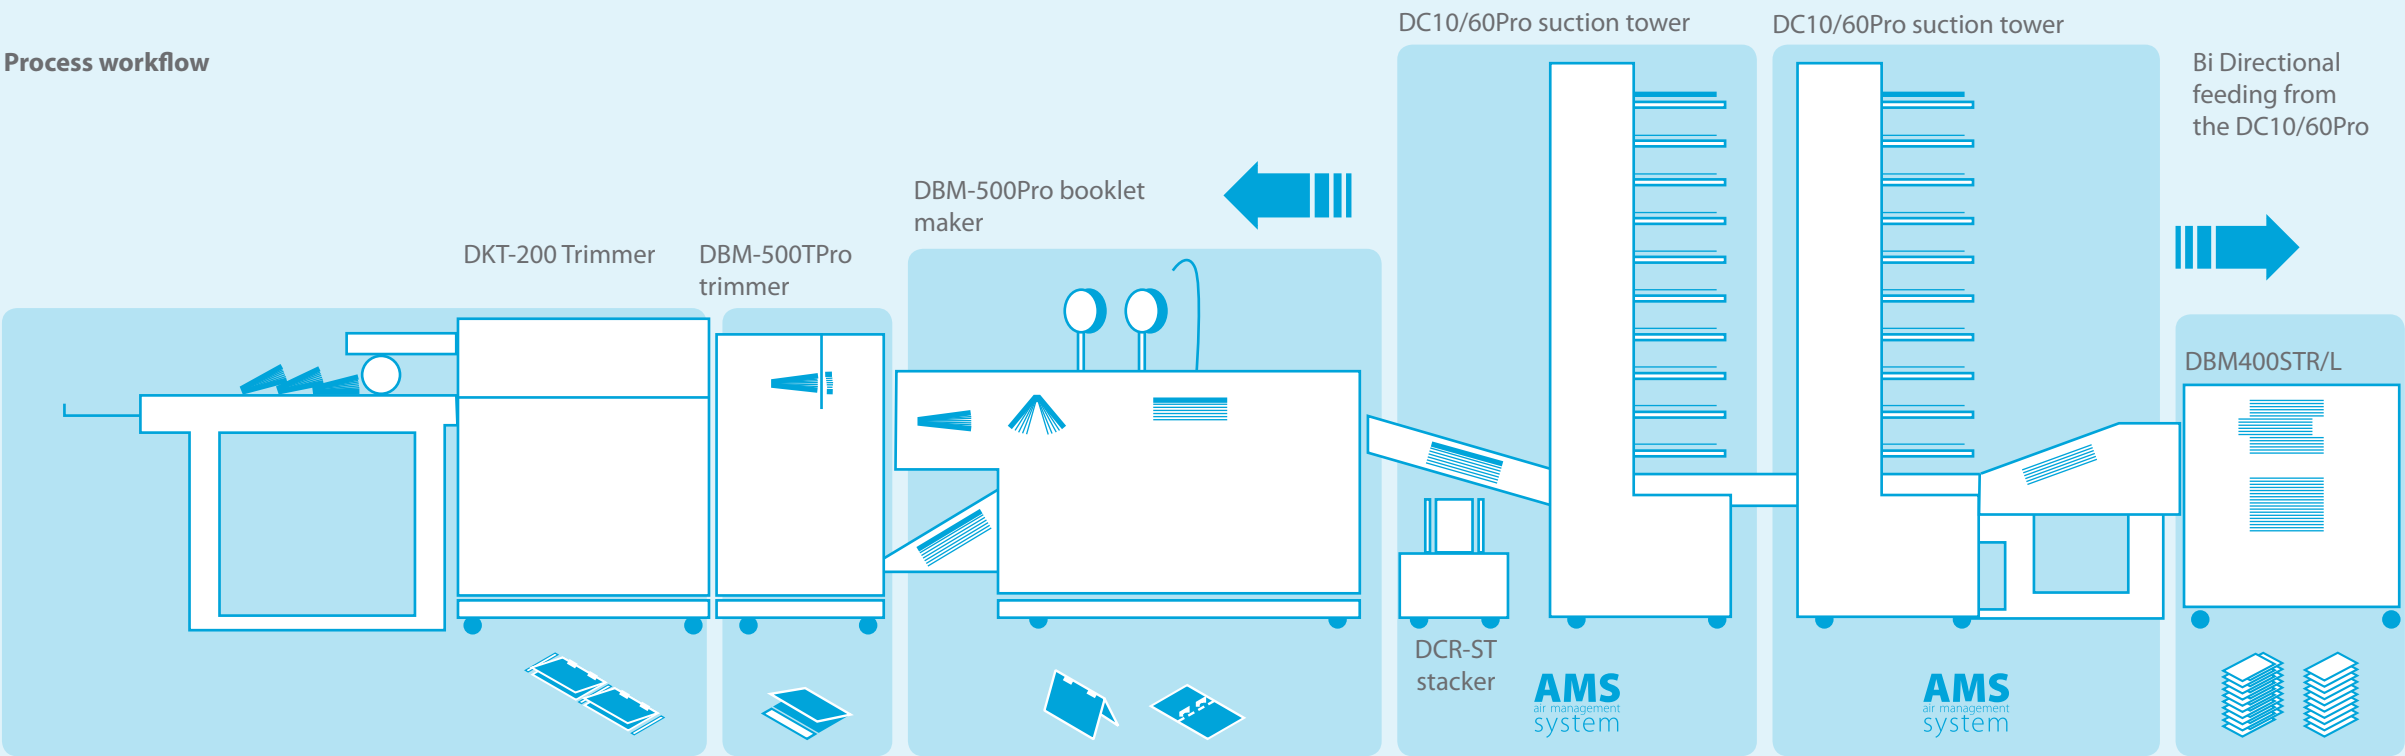 Process workflow
DKT-200 Trimmer
DBM-500TPro
trimmer
DBM-500Pro booklet
maker
DC10/60Pro suction tower
DC10/60Pro suction tower
Bi Directional
feeding from
the DC10/60Pro
DBM400STR/L
DCR-ST
stacker
AMS
air management
system
AMS
air management
system